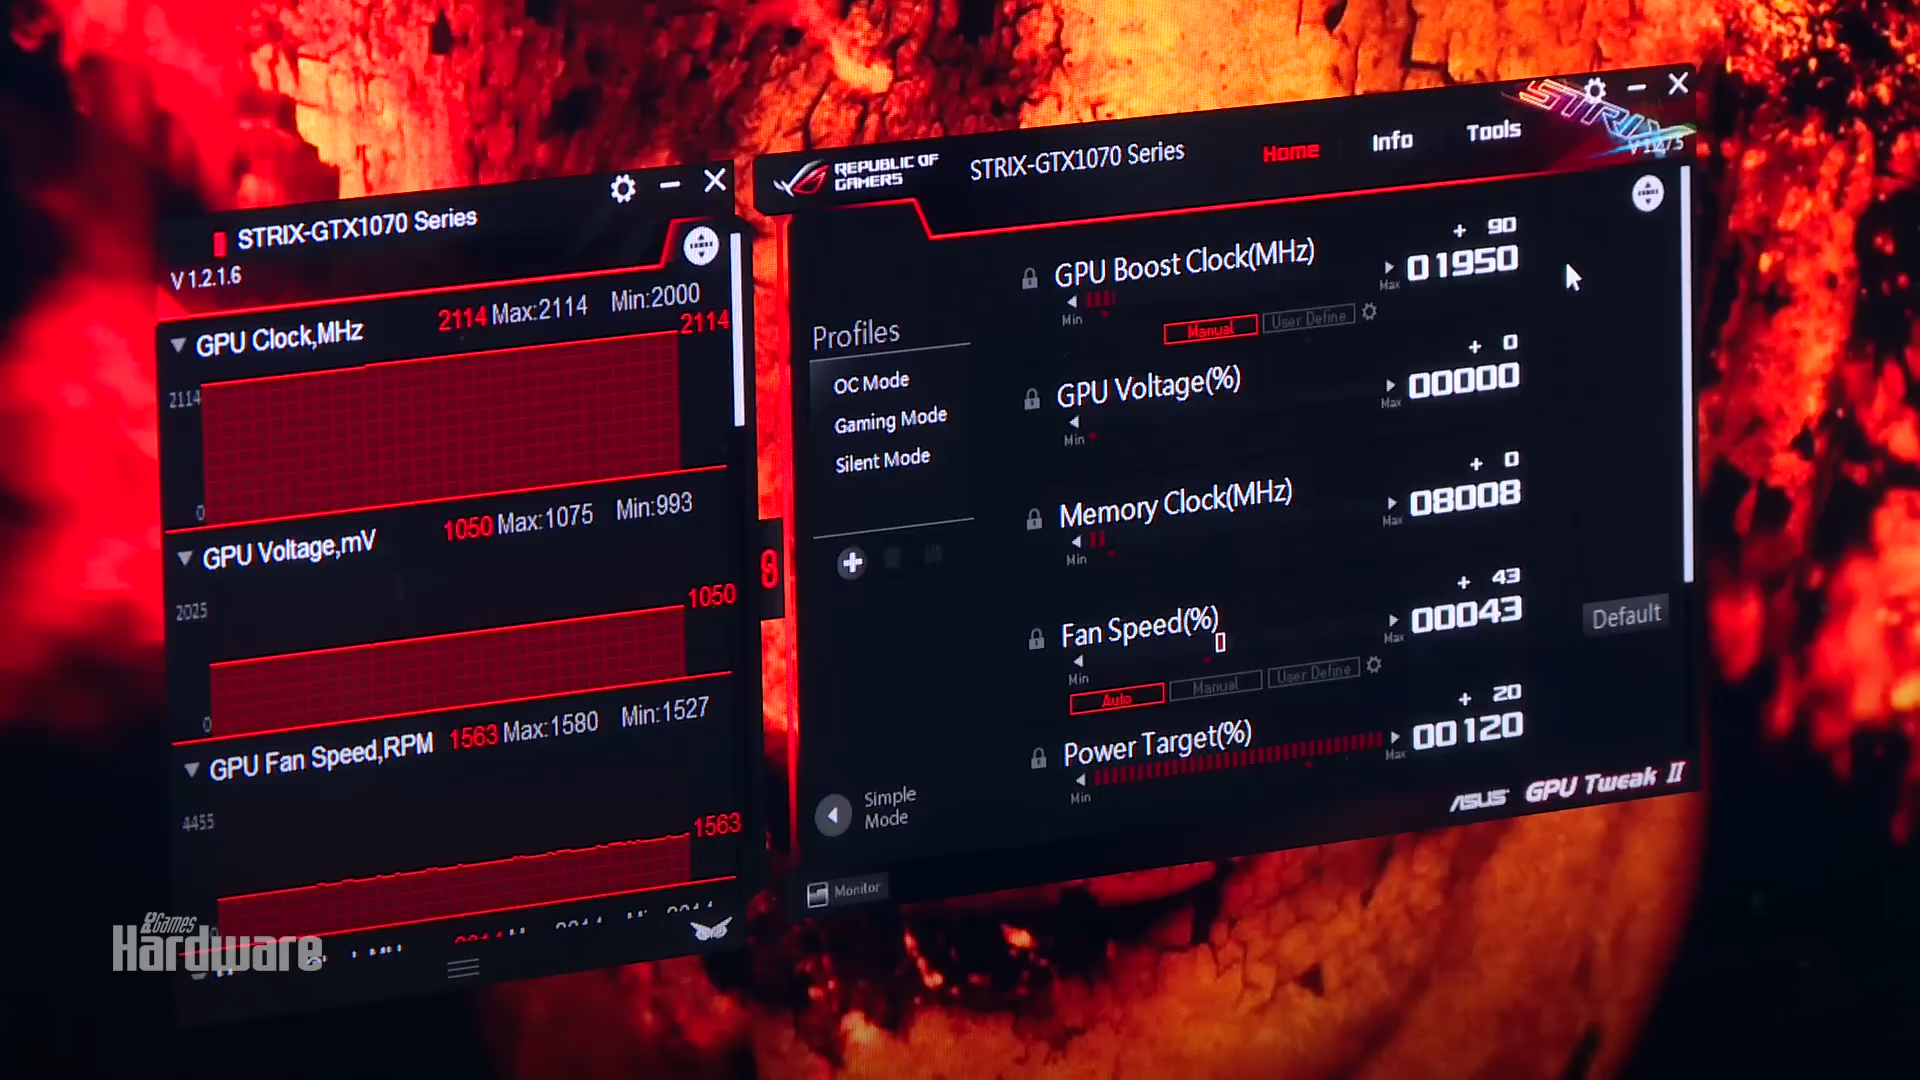 STRIX-GTX1070 Series
V 1.2.1.6
GPU Clock,MHz 2114 Max:2114 Min:2000
2114
2114
0
GPU Voltage,mV 1050 Max:1075 Min:993
2025
1050
0
GPU Fan Speed,RPM 1563 Max:1580 Min:1527
4455
1563
0
REPUBLIC OF
GAMERS
STRIX-GTX1070 Series
Home
Info
Tools
STRIX
Profiles
OC Mode
Gaming Mode
Silent Mode
Simple
Mode
Monitor
GPU Boost Clock(MHz)
+ 90
01950
Min
Max
Manual
User Define
GPU Voltage(%)
+ 0
00000
Min
Max
Memory Clock(MHz)
+ 0
08008
Min
Max
Fan Speed(%)
+ 43
00043
Min
Max
Auto
Manual
User Define
Default
Power Target(%)
+ 20
00120
Min
Max
ASUS GPU Tweak II
PCGames
Hardware